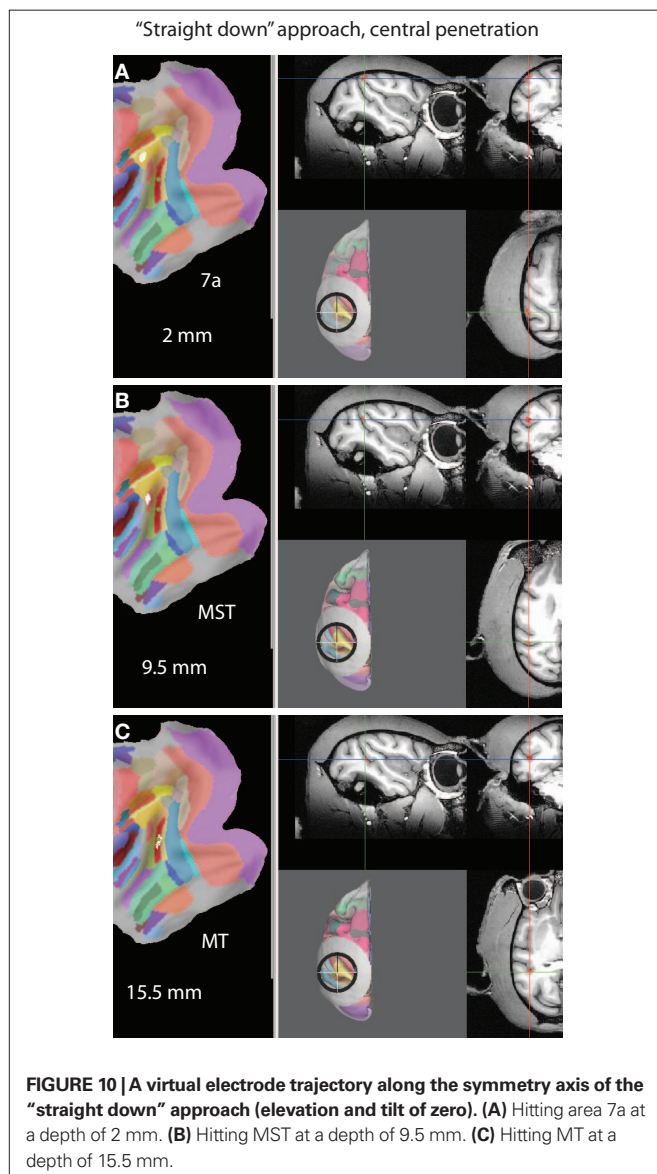 “Straight down” approach, central penetration
A
7a
2 mm
B
MST
9.5 mm
C
MT
15.5 mm
FIGURE 10 | A virtual electrode trajectory along the symmetry axis of the
“straight down” approach (elevation and tilt of zero). (A) Hitting area 7a at
a depth of 2 mm. (B) Hitting MST at a depth of 9.5 mm. (C) Hitting MT at a
depth of 15.5 mm.